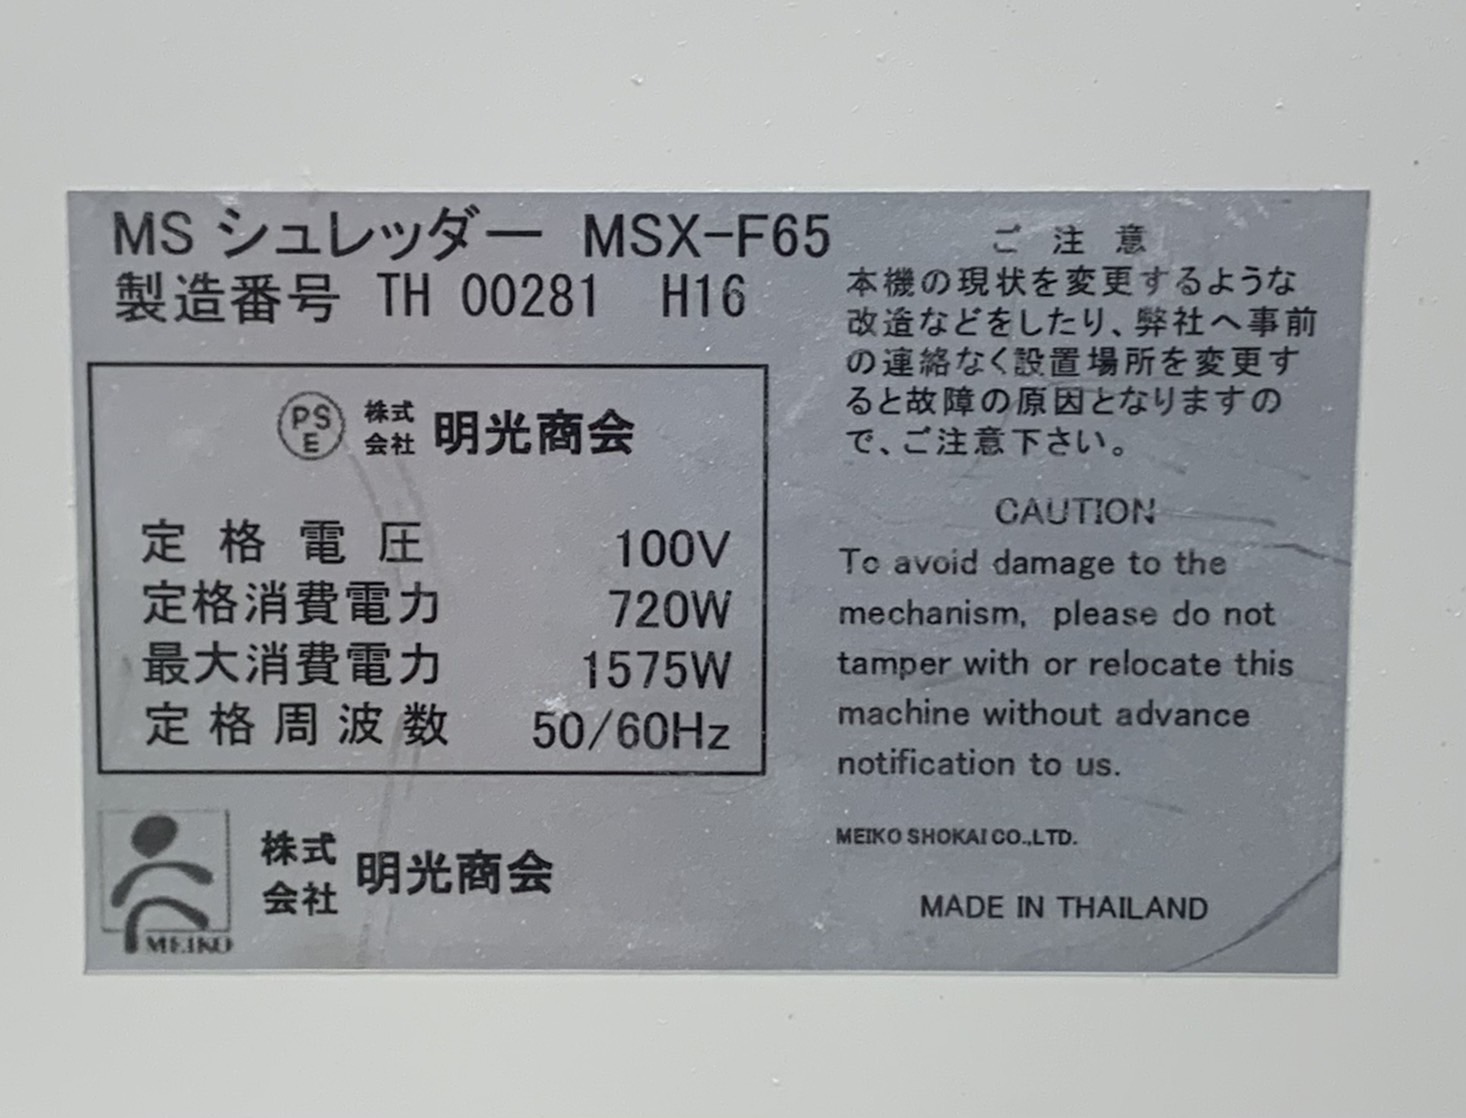 MS シュレッダー MSX-F65
製造番号 TH 00281 H16
PS
E
株式
会社
明光商会
定格電圧 100V
定格消費電力 720W
最大消費電力 1575W
定格周波数 50/60Hz
MEIKO
株式
会社
明光商会
ご注意
本機の現状を変更するような
改造などをしたり、弊社へ事前
の連絡なく設置場所を変更す
ると故障の原因となりますの
で、ご注意下さい。
CAUTION
To avoid damage to the
mechanism, please do not
tamper with or relocate this
machine without advance
notification to us.
MEIKO SHOKAI CO.,LTD.
MADE IN THAILAND